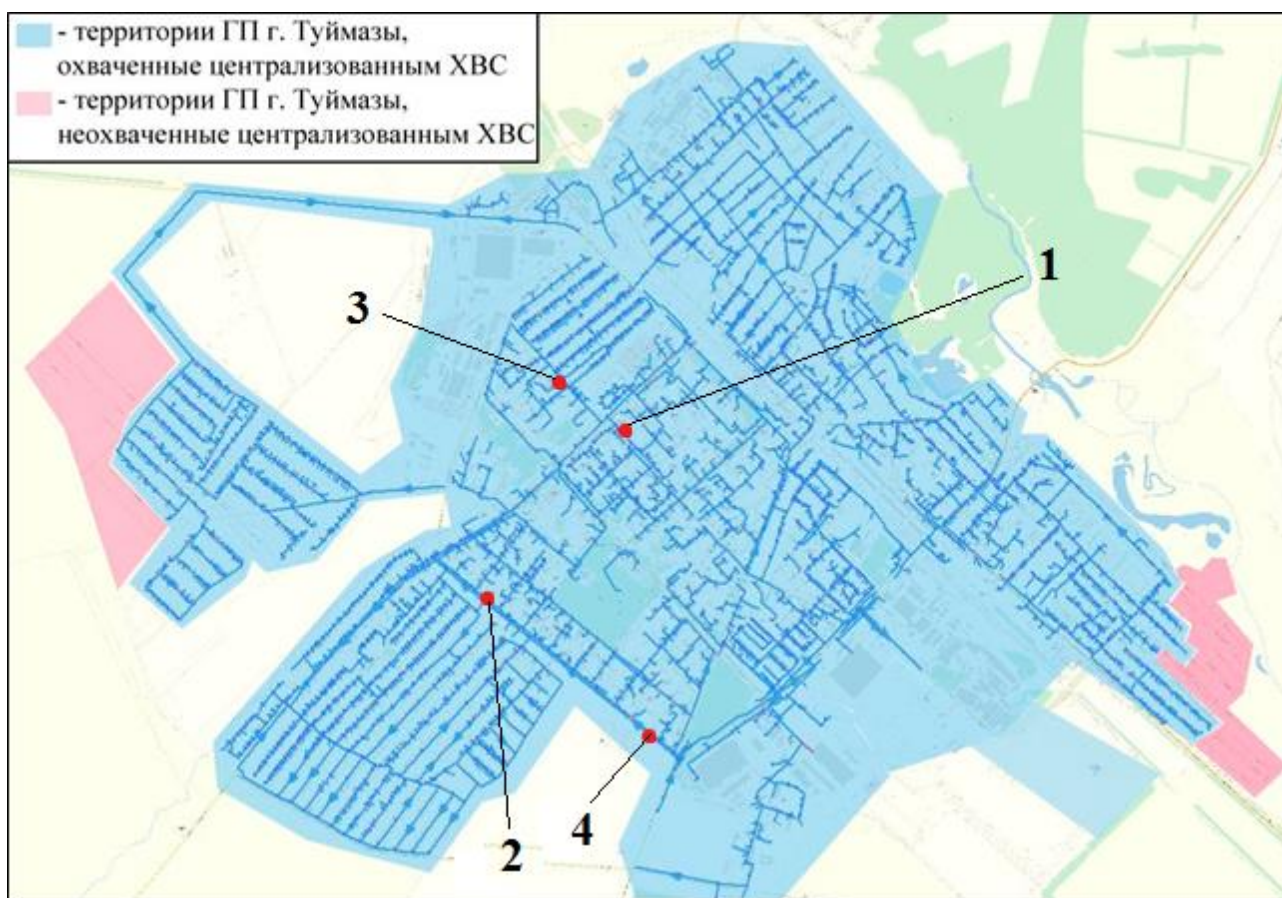 - территории ГП г. Туймазы,
охваченные централизованным ХВС
- территории ГП г. Туймазы,
неохваченные централизованным ХВС
1
3
2
4